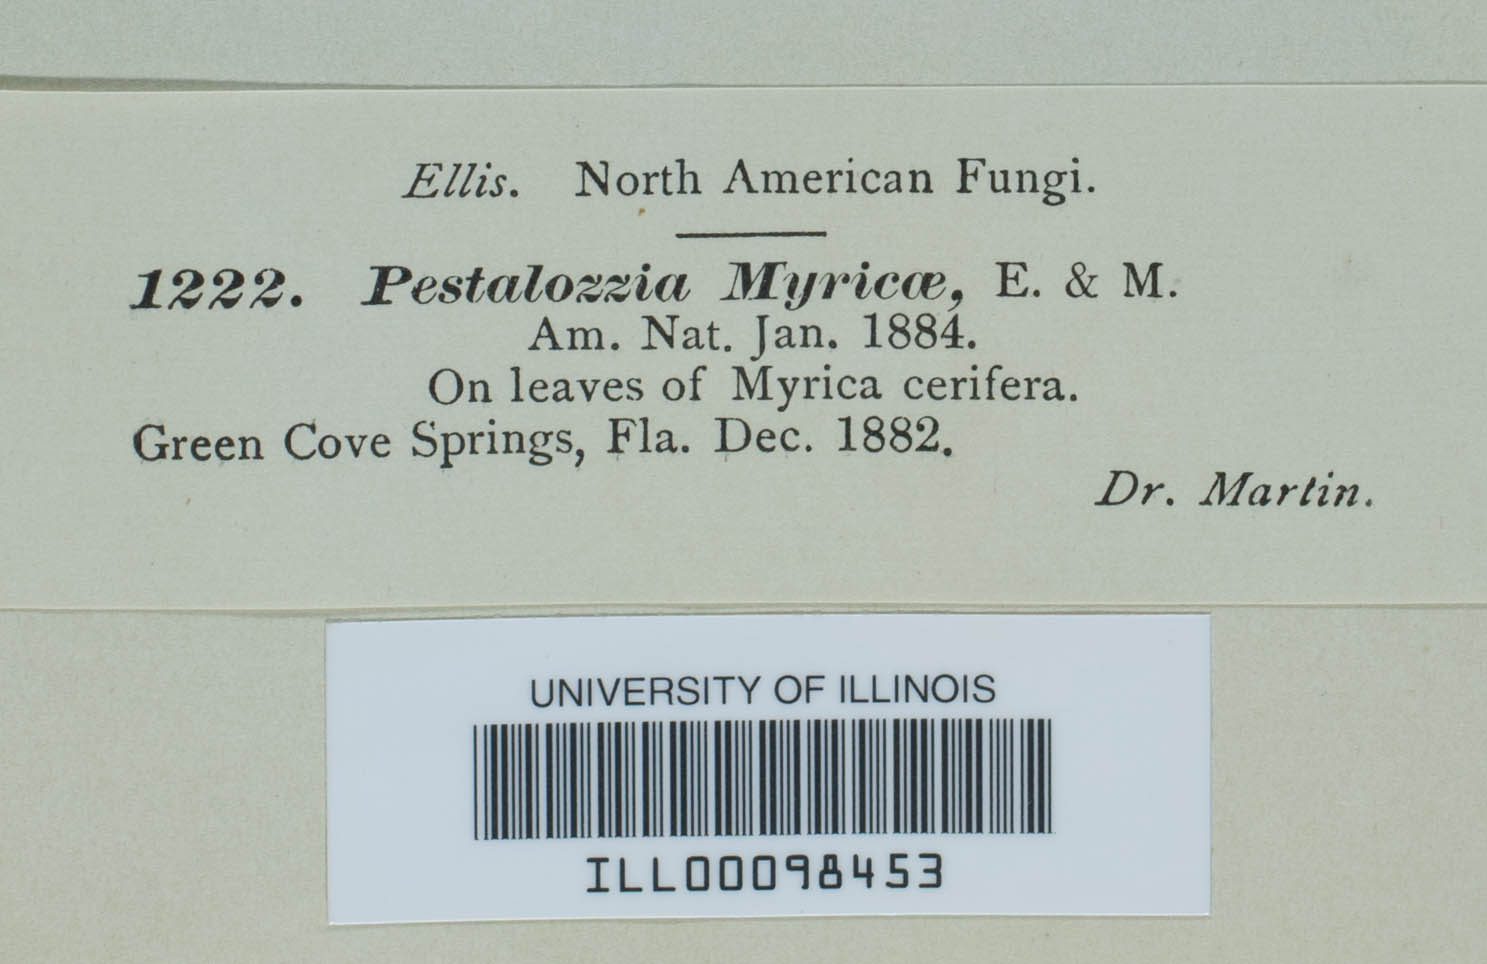 Ellis. North American Fungi.
1222. Pestalozzia Myricæ, E. & M.
Am. Nat. Jan. 1884.
On leaves of Myrica cerifera.
Green Cove Springs, Fla. Dec. 1882.
Dr. Martin.
UNIVERSITY OF ILLINOIS
ILL00098453